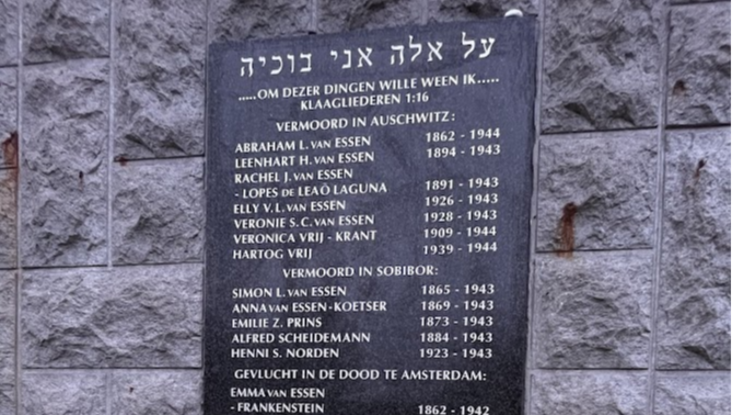 על אלה אני בוכיה
.....OM DEZER DINGEN WILLE WEEN IK.....
KLAAGLIEDEREN 1:16
VERMOORD IN AUSCHWITZ:
ABRAHAM L. VAN ESSEN 1862 - 1944
LEENHART H. VAN ESSEN 1894 - 1943
RACHEL J. VAN ESSEN
- LOPES DE LEAÕ LAGUNA 1891 - 1943
ELLY V.L. VAN ESSEN 1926 - 1943
VERONIE S.C. VAN ESSEN 1928 - 1943
VERONICA VRIJ - KRANT 1909 - 1944
HARTOG VRIJ 1939 - 1944
VERMOORD IN SOBIBOR:
SIMON L. VAN ESSEN 1865 - 1943
ANNA VAN ESSEN-KOETSER 1869 - 1943
EMILIE Z. PRINS 1873 - 1943
ALFRED SCHEIDEMANN 1884 - 1943
HENNI S. NORDEN 1923 - 1943
GEVLUCHT IN DE DOOD TE AMSTERDAM:
EMMA VAN ESSEN
- FRANKENSTEIN 1862 - 1942